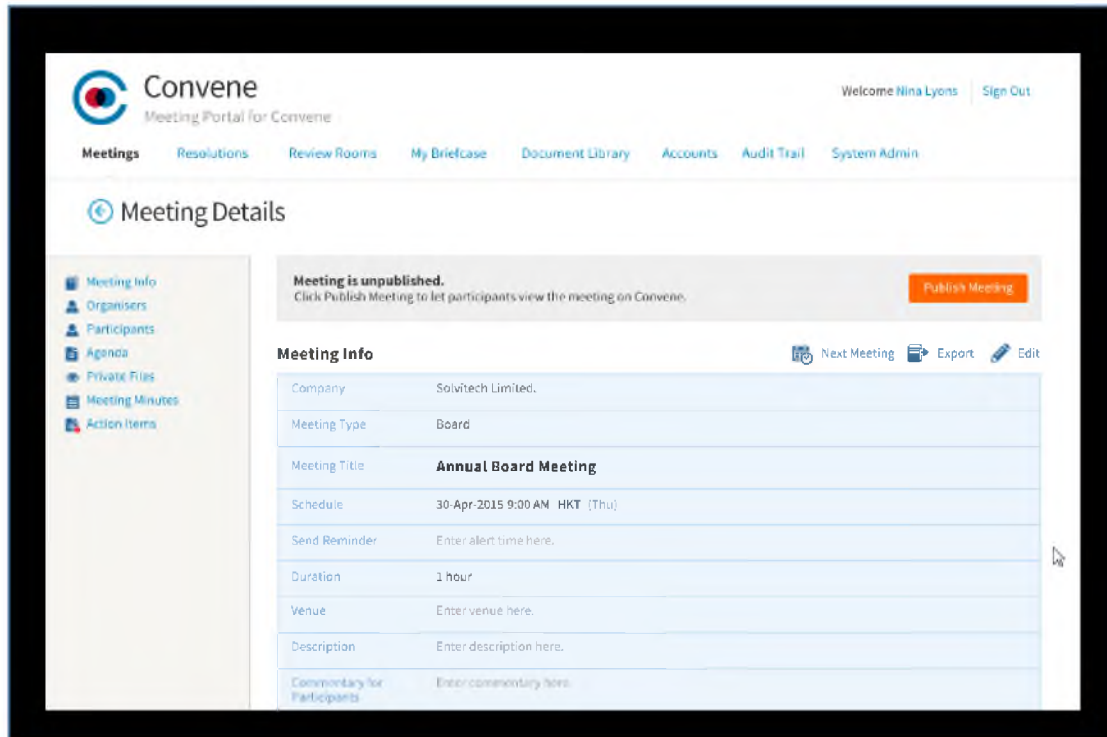 Convene
Meeting Portal for Convene
Welcome Nina Lyons Sign Out
Meetings Resolutions Review Rooms My Briefcase Document Library Accounts Audit Trail System Admin
Meeting Details
Meeting Info
Organisers
Participants
Agenda
Private Files
Meeting Minutes
Action Items
Meeting is unpublished.
Click Publish Meeting to let participants view the meeting on Convene.
Publish Meeting
Meeting Info
Next Meeting Export Edit
Company Solvitech Limited.
Meeting Type Board
Meeting Title Annual Board Meeting
Schedule 30-Apr-2015 9:00 AM HKT (Thu)
Send Reminder Enter alert time here.
Duration 1 hour
Venue Enter venue here.
Description Enter description here.
Commentary for Participants Enter commentary here